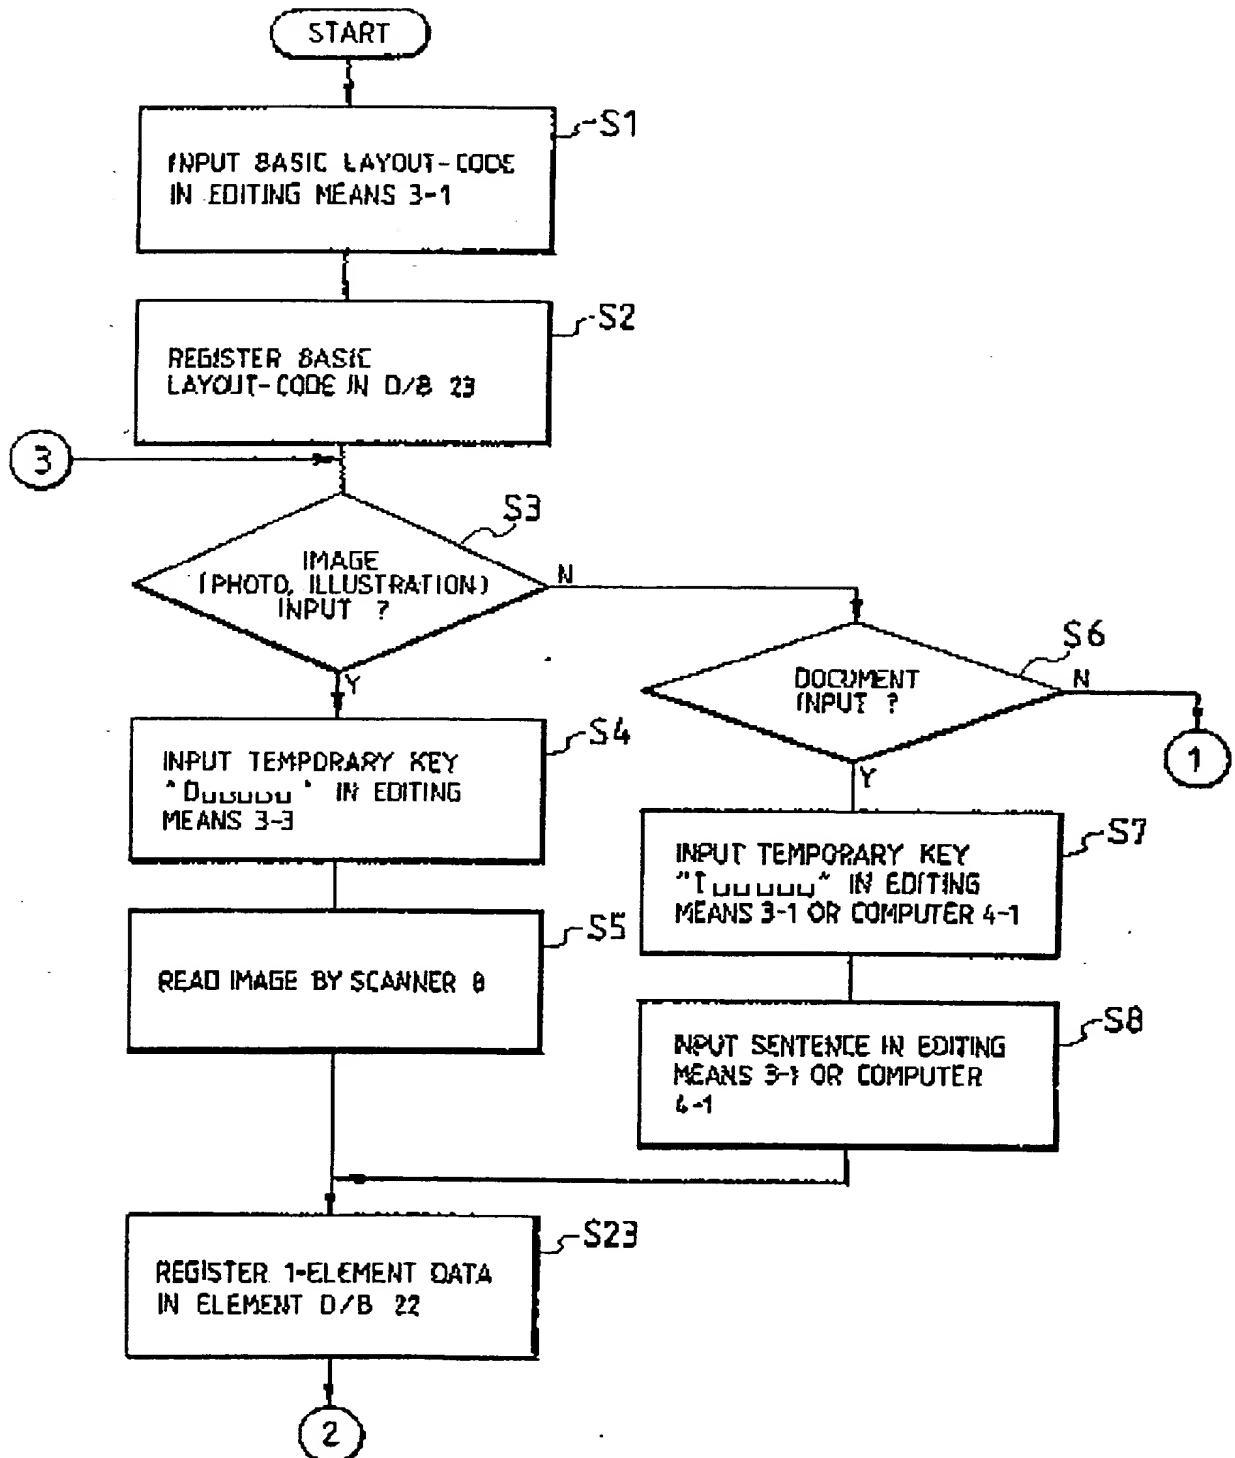 START
S1
INPUT BASIC LAYOUT-CODE
IN EDITING MEANS 3-1
S2
REGISTER BASIC
LAYOUT-CODE IN D/B 23
3
S3
IMAGE
(PHOTO, ILLUSTRATION)
INPUT ?
N
Y
S6
DOCUMENT
INPUT ?
N
1
Y
S4
INPUT TEMPORARY KEY
"D␣␣␣␣␣" IN EDITING
MEANS 3-3
S7
INPUT TEMPORARY KEY
"T␣␣␣␣␣" IN EDITING
MEANS 3-1 OR COMPUTER 4-1
S5
READ IMAGE BY SCANNER 8
S8
INPUT SENTENCE IN EDITING
MEANS 3-1 OR COMPUTER
4-1
S23
REGISTER 1-ELEMENT DATA
IN ELEMENT D/B 22
2